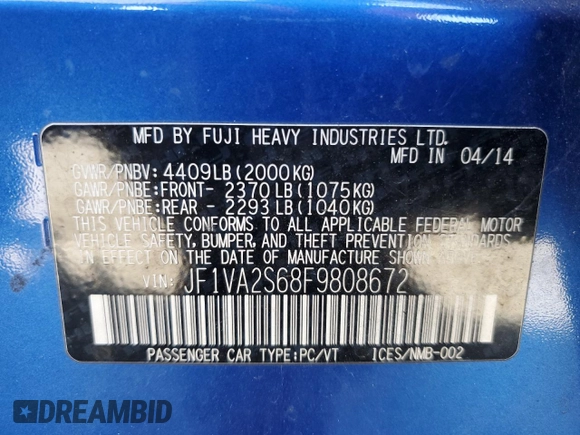 MFD BY FUJI HEAVY INDUSTRIES LTD.
MFD IN 04/14
GVWR/PNBV: 4409LB (2000KG)
GAWR/PNBE:FRONT- 2370LB (1075KG)
GAWR/PNBE:REAR - 2293LB (1040KG)
THIS VEHICLE CONFORMS TO ALL APPLICABLE FEDERAL MOTOR
VEHICLE SAFETY, BUMPER, AND THEFT PREVENTION STANDARDS
IN EFFECT ON THE DATE OF MANUFACTURE SHOWN ABOVE.
VIN: JF1VA2S68F9808672
PASSENGER CAR TYPE:PC/VT 1CES/NMB-002
DREAMBID